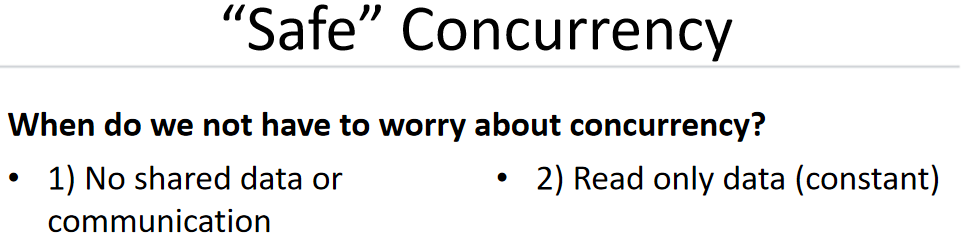 “Safe” Concurrency
When do we not have to worry about concurrency?
• 1) No shared data or
communication
• 2) Read only data (constant)